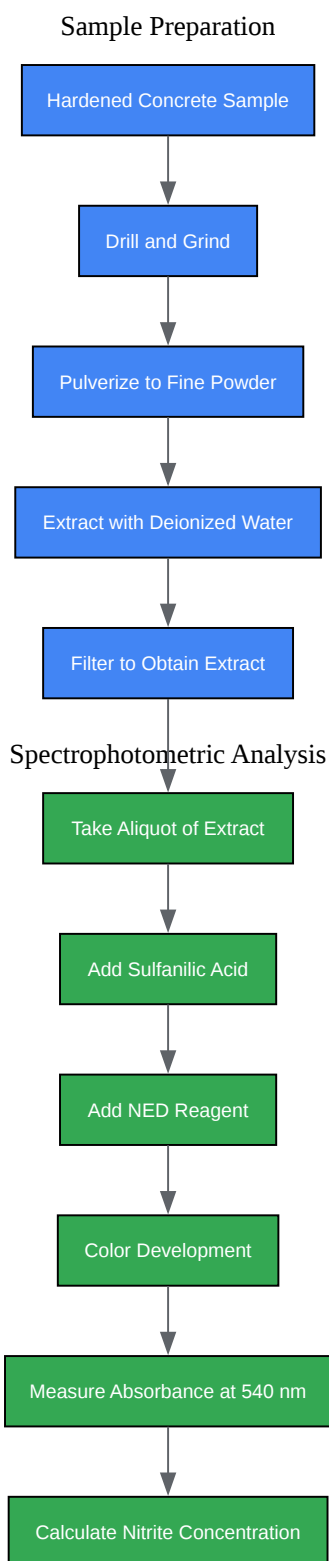 Sample Preparation
Hardened Concrete Sample
Drill and Grind
Pulverize to Fine Powder
Extract with Deionized Water
Filter to Obtain Extract
Spectrophotometric Analysis
Take Aliquot of Extract
Add Sulfanilic Acid
Add NED Reagent
Color Development
Measure Absorbance at 540 nm
Calculate Nitrite Concentration